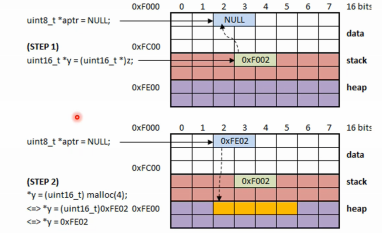 0xF000 0 1 2 3 4 5 6 7 16 bits
uint8_t *aptr = NULL; NULL
data
(STEP 1) 0xFC00
uint16_t *y = (uint16_t *)z; 0xF002 stack
0xFE00
heap
0xF000 0 1 2 3 4 5 6 7 16 bits
uint8_t *aptr = NULL; 0xFE02
data
0xFC00
(STEP 2) 0xF002 stack
*y = (uint16_t) malloc(4);
<=> *y = (uint16_t)0xFE02 0xFE00 heap
<=> *y = 0xFE02